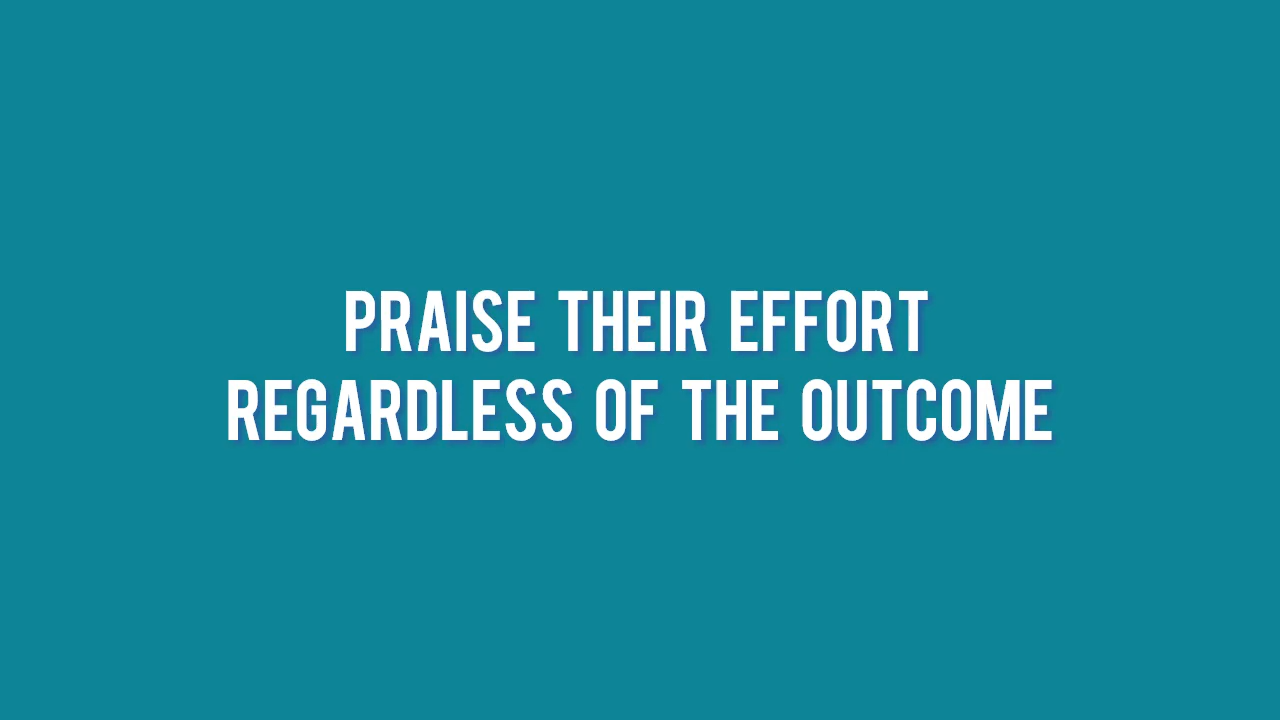 PRAISE THEIR EFFORT
REGARDLESS OF THE OUTCOME